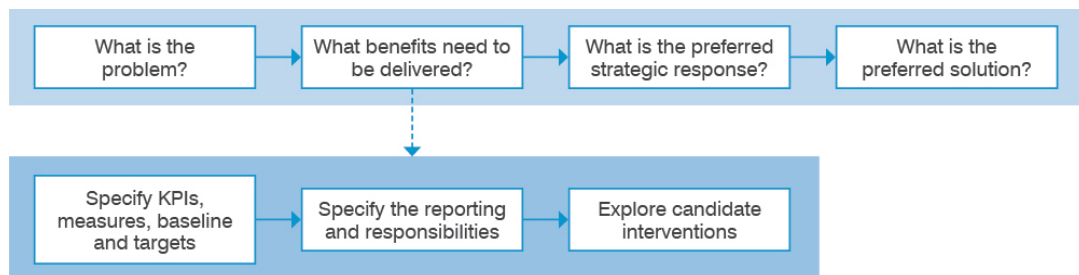 What is the
problem?
What benefits need to
be delivered?
What is the preferred
strategic response?
What is the
preferred solution?
Specify KPIs,
measures, baseline
and targets
Specify the reporting
and responsibilities
Explore candidate
interventions